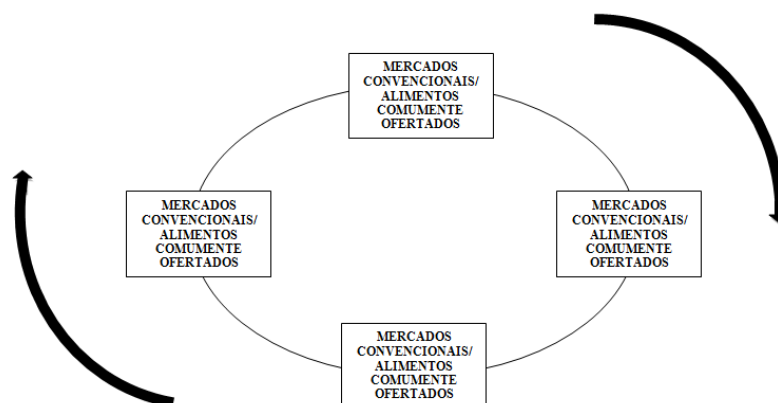 MERCADOS
CONVENCIONAIS/
ALIMENTOS
COMUMENTE
OFERTADOS
MERCADOS
CONVENCIONAIS/
ALIMENTOS
COMUMENTE
OFERTADOS
MERCADOS
CONVENCIONAIS/
ALIMENTOS
COMUMENTE
OFERTADOS
MERCADOS
CONVENCIONAIS/
ALIMENTOS
COMUMENTE
OFERTADOS